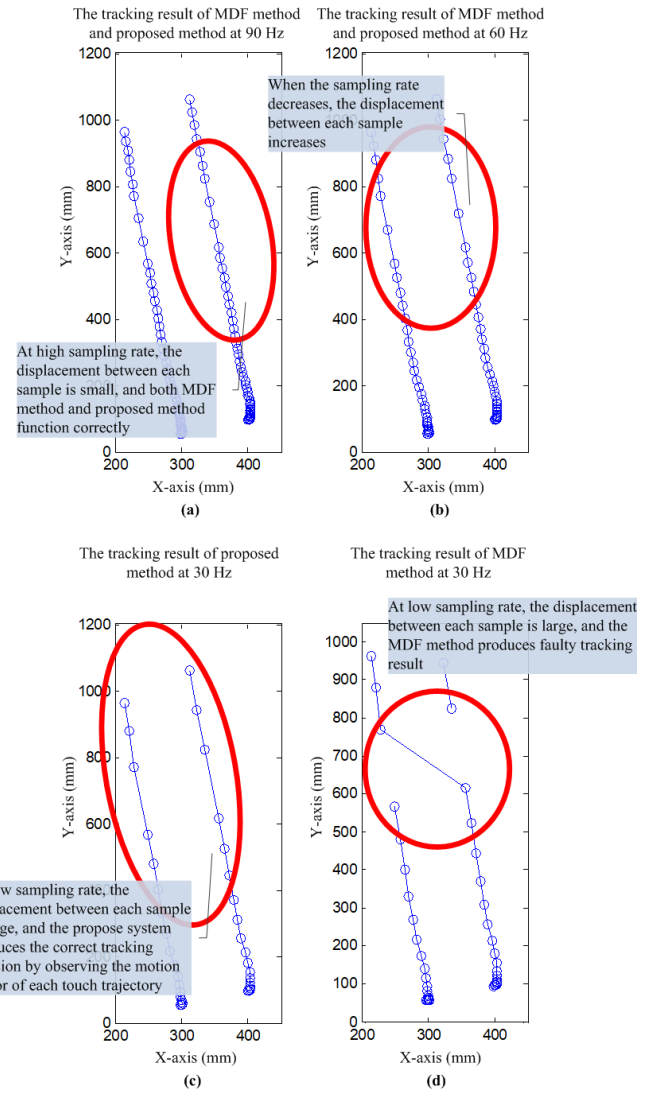 The tracking result of MDF method
and proposed method at 90 Hz
1200
1000
800
600
400
200
0
200
300
400
Y-axis (mm)
X-axis (mm)
At high sampling rate, the
displacement between each
sample is small, and both MDF
method and proposed method
function correctly
(a)
The tracking result of MDF method
and proposed method at 60 Hz
1200
When the sampling rate
decreases, the displacement
between each sample
increases
800
600
400
200
0
200
300
400
Y-axis (mm)
X-axis (mm)
(b)
The tracking result of proposed
method at 30 Hz
1200
1000
800
600
400
200
0
200
300
400
Y-axis (mm)
X-axis (mm)
ow sampling rate, the
lacement between each sample
ge, and the propose system
uces the correct tracking
sion by observing the motion
or of each touch trajectory
(c)
The tracking result of MDF
method at 30 Hz
At low sampling rate, the displacement
between each sample is large, and the
MDF method produces faulty tracking
result
1000
900
800
700
600
500
400
300
200
100
0
200
300
400
Y-axis (mm)
X-axis (mm)
(d)